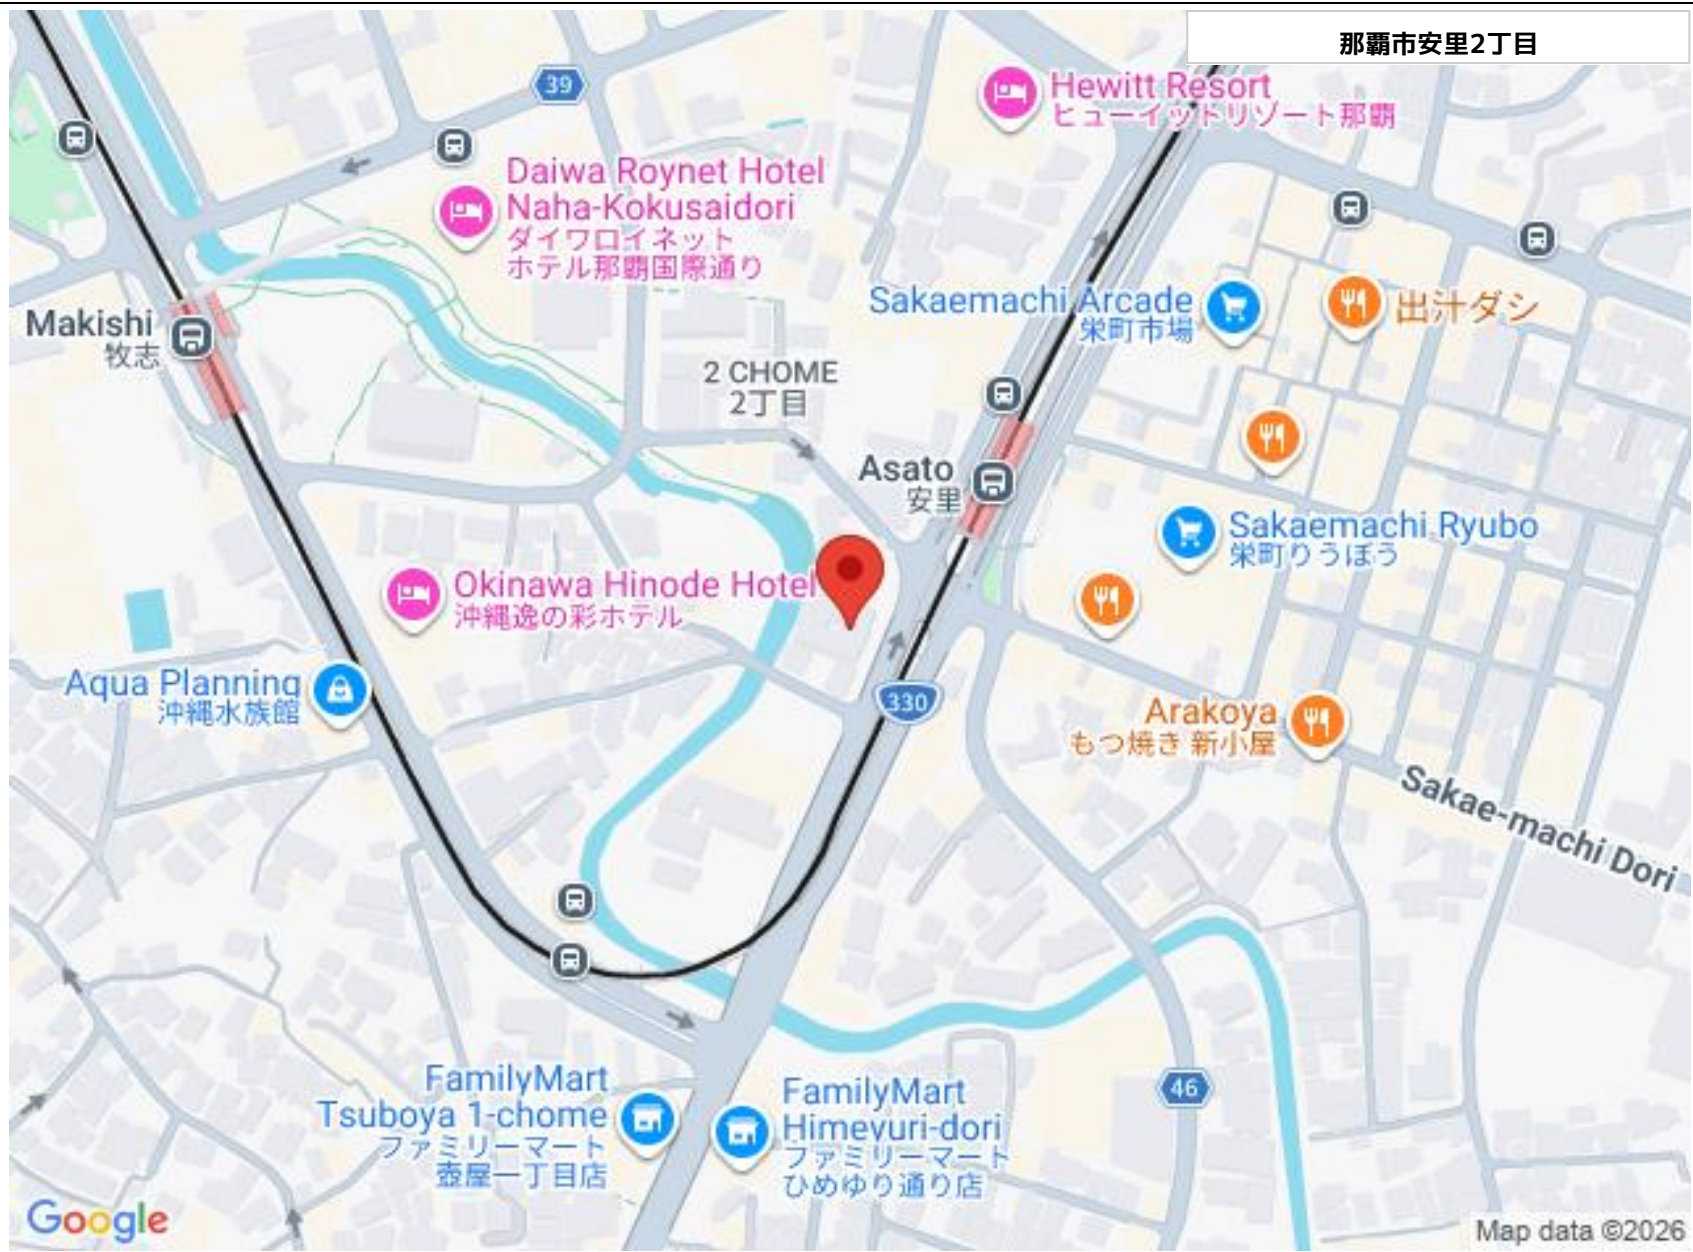 那覇市安里2丁目
39
Hewitt Resort
ヒューイットリゾート那覇
Daiwa Roynet Hotel
Naha-Kokusaidori
ダイワロイネット
ホテル那覇国際通り
Sakaemachi Arcade
栄町市場
出汁ダシ
Makishi
牧志
2 CHOME
2丁目
Asato
安里
Sakaemachi Ryubo
栄町りうぼう
Okinawa Hinode Hotel
沖縄逸の彩ホテル
Aqua Planning
沖縄水族館
330
Arakoya
もつ焼き 新小屋
Sakae-machi Dori
FamilyMart
Tsuboya 1-chome
ファミリーマート
壺屋一丁目店
FamilyMart
Himeyuri-dori
ファミリーマート
ひめゆり通り店
46
Google
Map data ©2026